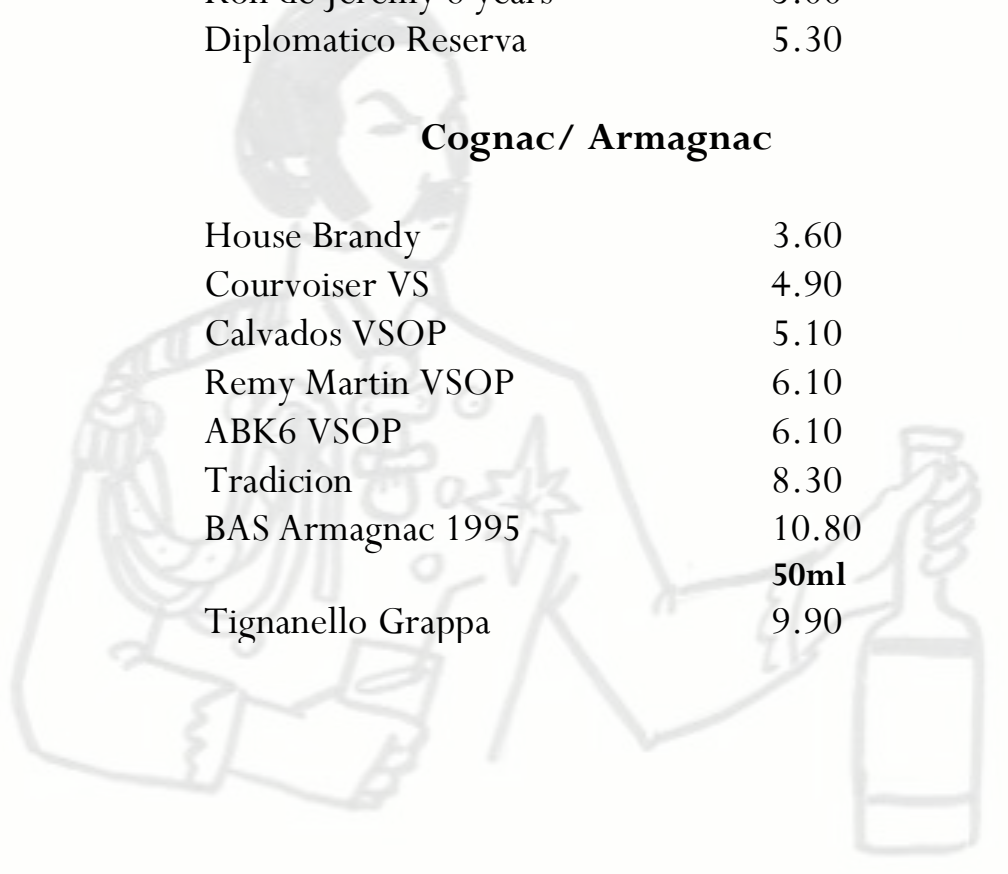 Diplomatico Reserva 5.30
Cognac/ Armagnac
House Brandy 3.60
Courvoiser VS 4.90
Calvados VSOP 5.10
Remy Martin VSOP 6.10
ABK6 VSOP 6.10
Tradicion 8.30
BAS Armagnac 1995 10.80
50ml
Tignanello Grappa 9.90